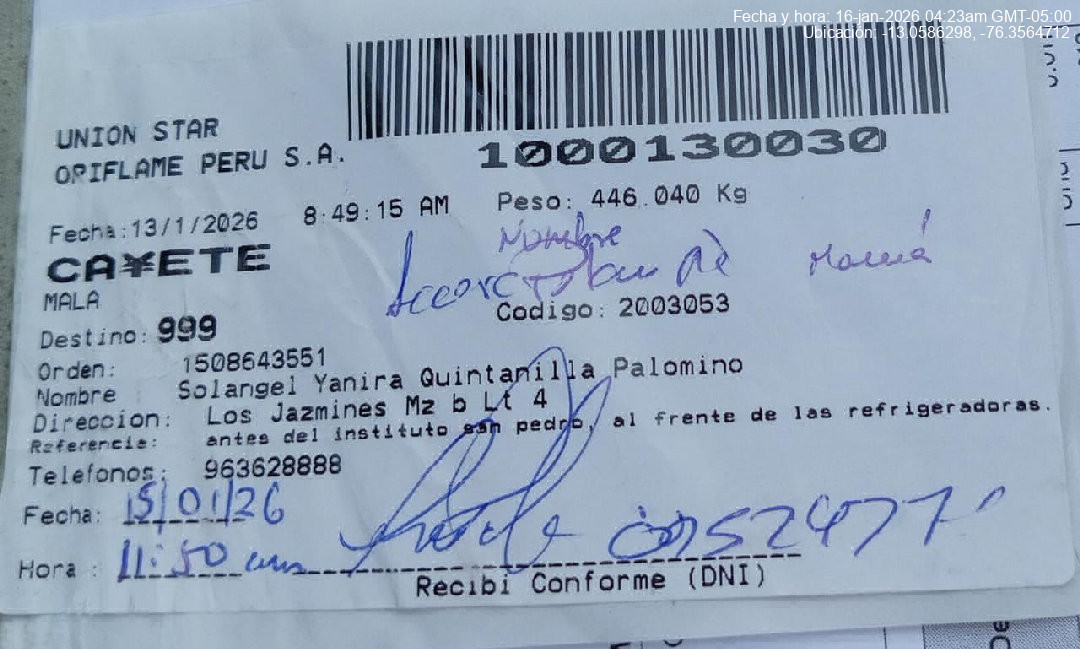 Fecha y hora: 16-jan-2026 04:23am GMT-05:00
Ubicación: -13.0586298, -76.3564712
UNION STAR
ORIFLAME PERU S.A.
1000130030
Fecha:13/1/2026 8:49:15 AM Peso: 446.040 Kg
Nombre
CA¥ETE
MALA
Mamá
Codigo: 2003053
Destino: 999
Orden: 1508643551
Nombre Solangel Yanira Quintanilla Palomino
Direccion: Los Jazmines Mz b Lt 4
Referencia: antes del instituto san pedro, al frente de las refrigeradoras.
Telefonos: 963628888
Fecha: 15/01/26
Hora : 11:50 am
Recibi Conforme (DNI)